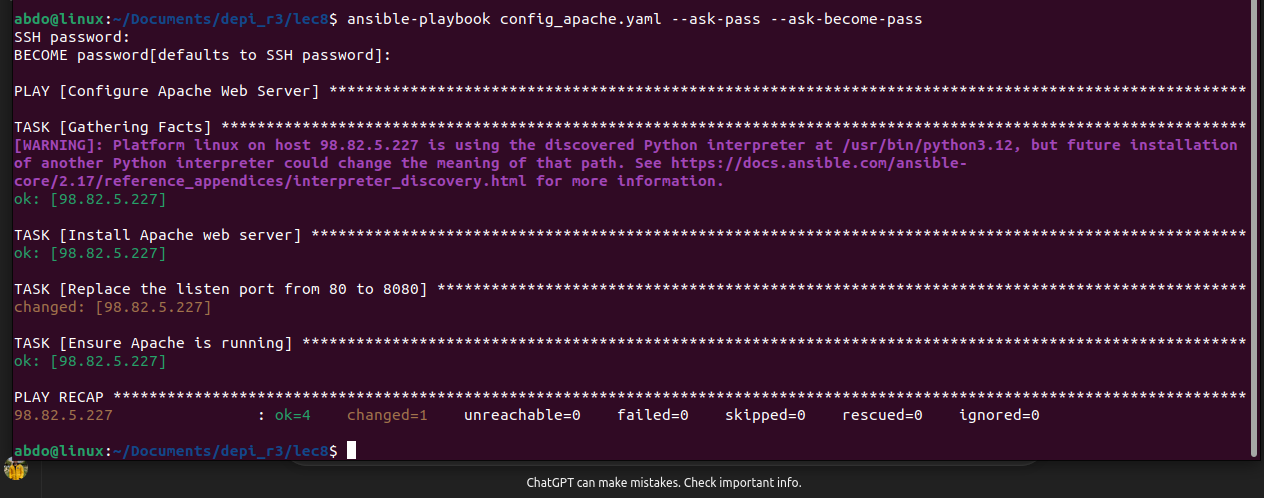 abdo@linux:~/Documents/depi_r3/lec8$ ansible-playbook config_apache.yaml --ask-pass --ask-become-pass
SSH password:
BECOME password[defaults to SSH password]:
PLAY [Configure Apache Web Server] ******************************************************************************************************
TASK [Gathering Facts] ******************************************************************************************************************
[WARNING]: Platform linux on host 98.82.5.227 is using the discovered Python interpreter at /usr/bin/python3.12, but future installation
of another Python interpreter could change the meaning of that path. See https://docs.ansible.com/ansible-
core/2.17/reference_appendices/interpreter_discovery.html for more information.
ok: [98.82.5.227]
TASK [Install Apache web server] ********************************************************************************************************
ok: [98.82.5.227]
TASK [Replace the listen port from 80 to 8080] ******************************************************************************************
changed: [98.82.5.227]
TASK [Ensure Apache is running] *********************************************************************************************************
ok: [98.82.5.227]
PLAY RECAP ******************************************************************************************************************************
98.82.5.227                : ok=4    changed=1    unreachable=0    failed=0    skipped=0    rescued=0    ignored=0
abdo@linux:~/Documents/depi_r3/lec8$
ChatGPT can make mistakes. Check important info.